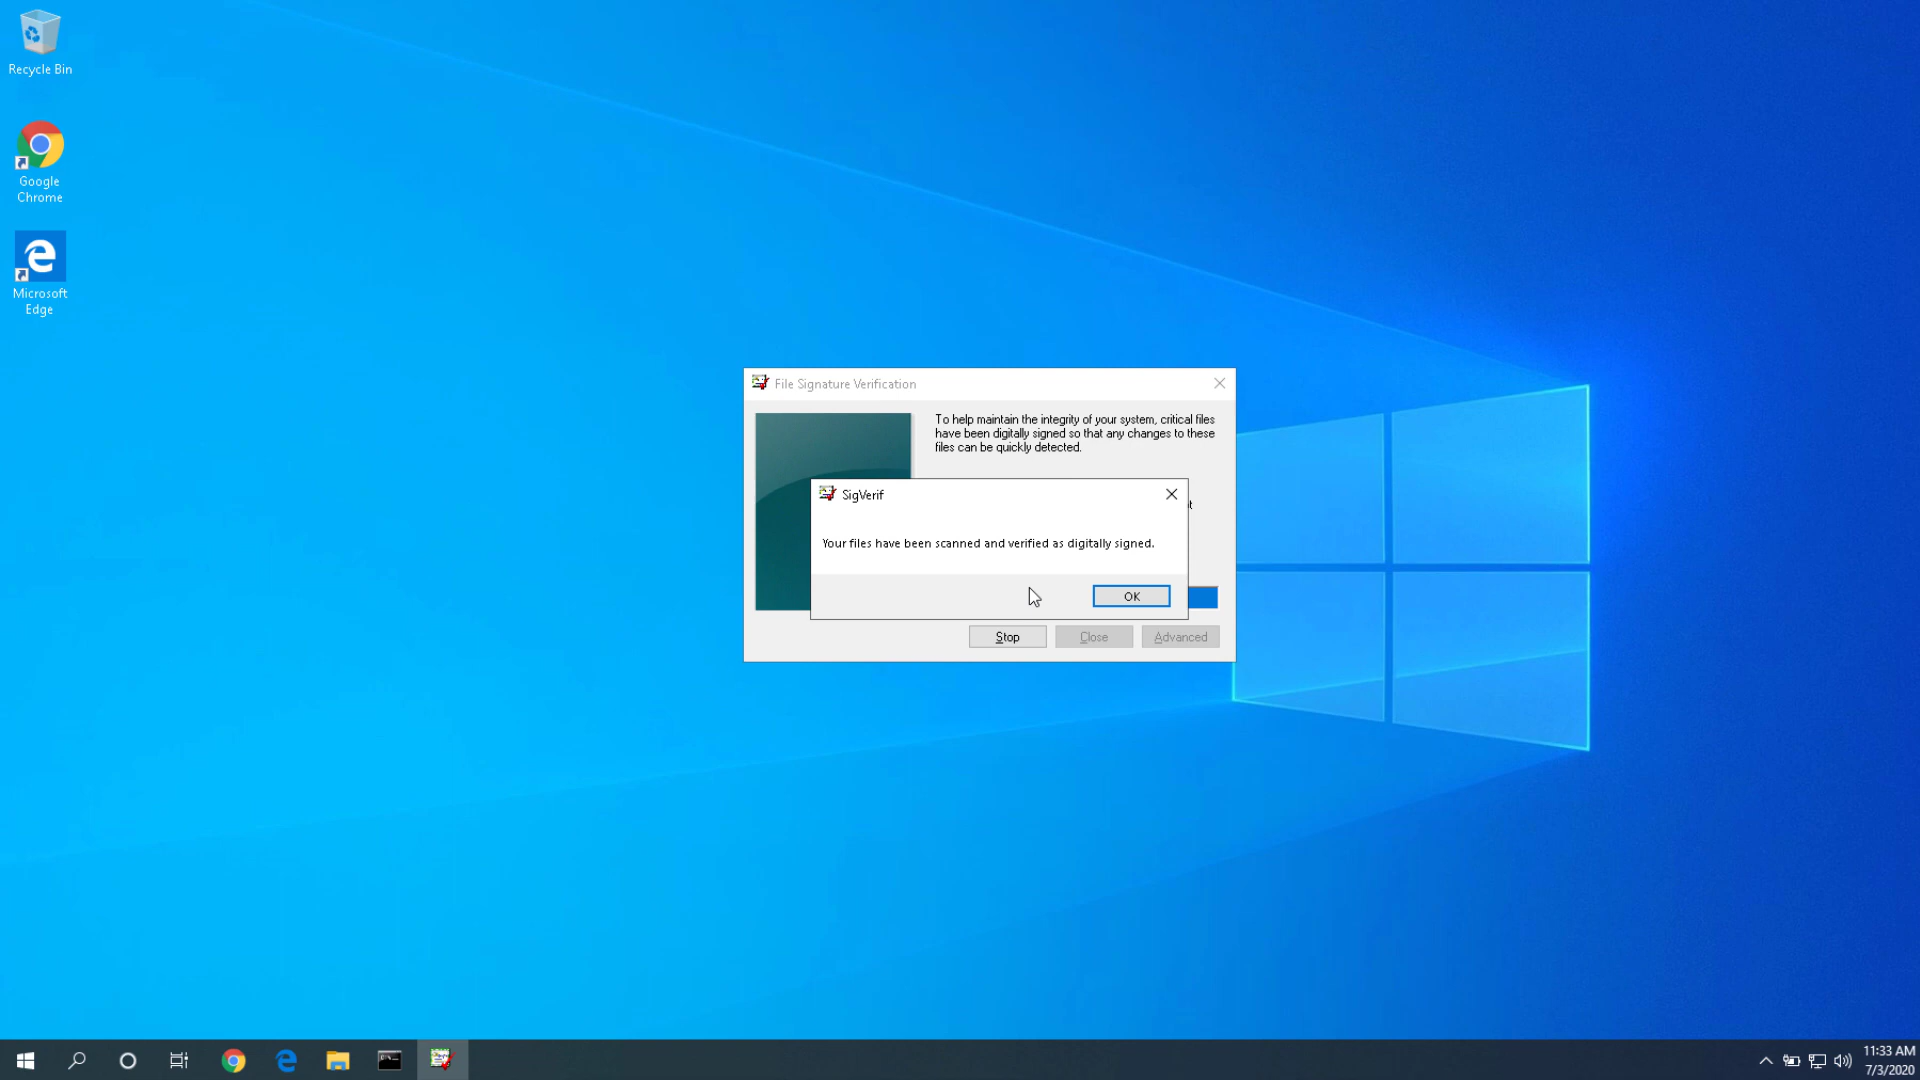 Recycle Bin
Google
Chrome
Microsoft
Edge
File Signature Verification
To help maintain the integrity of your system, critical files
have been digitally signed so that any changes to these
files can be quickly detected.
SigVerif
Your files have been scanned and verified as digitally signed.
OK
Stop
Close
Advanced
11:33 AM
7/3/2020